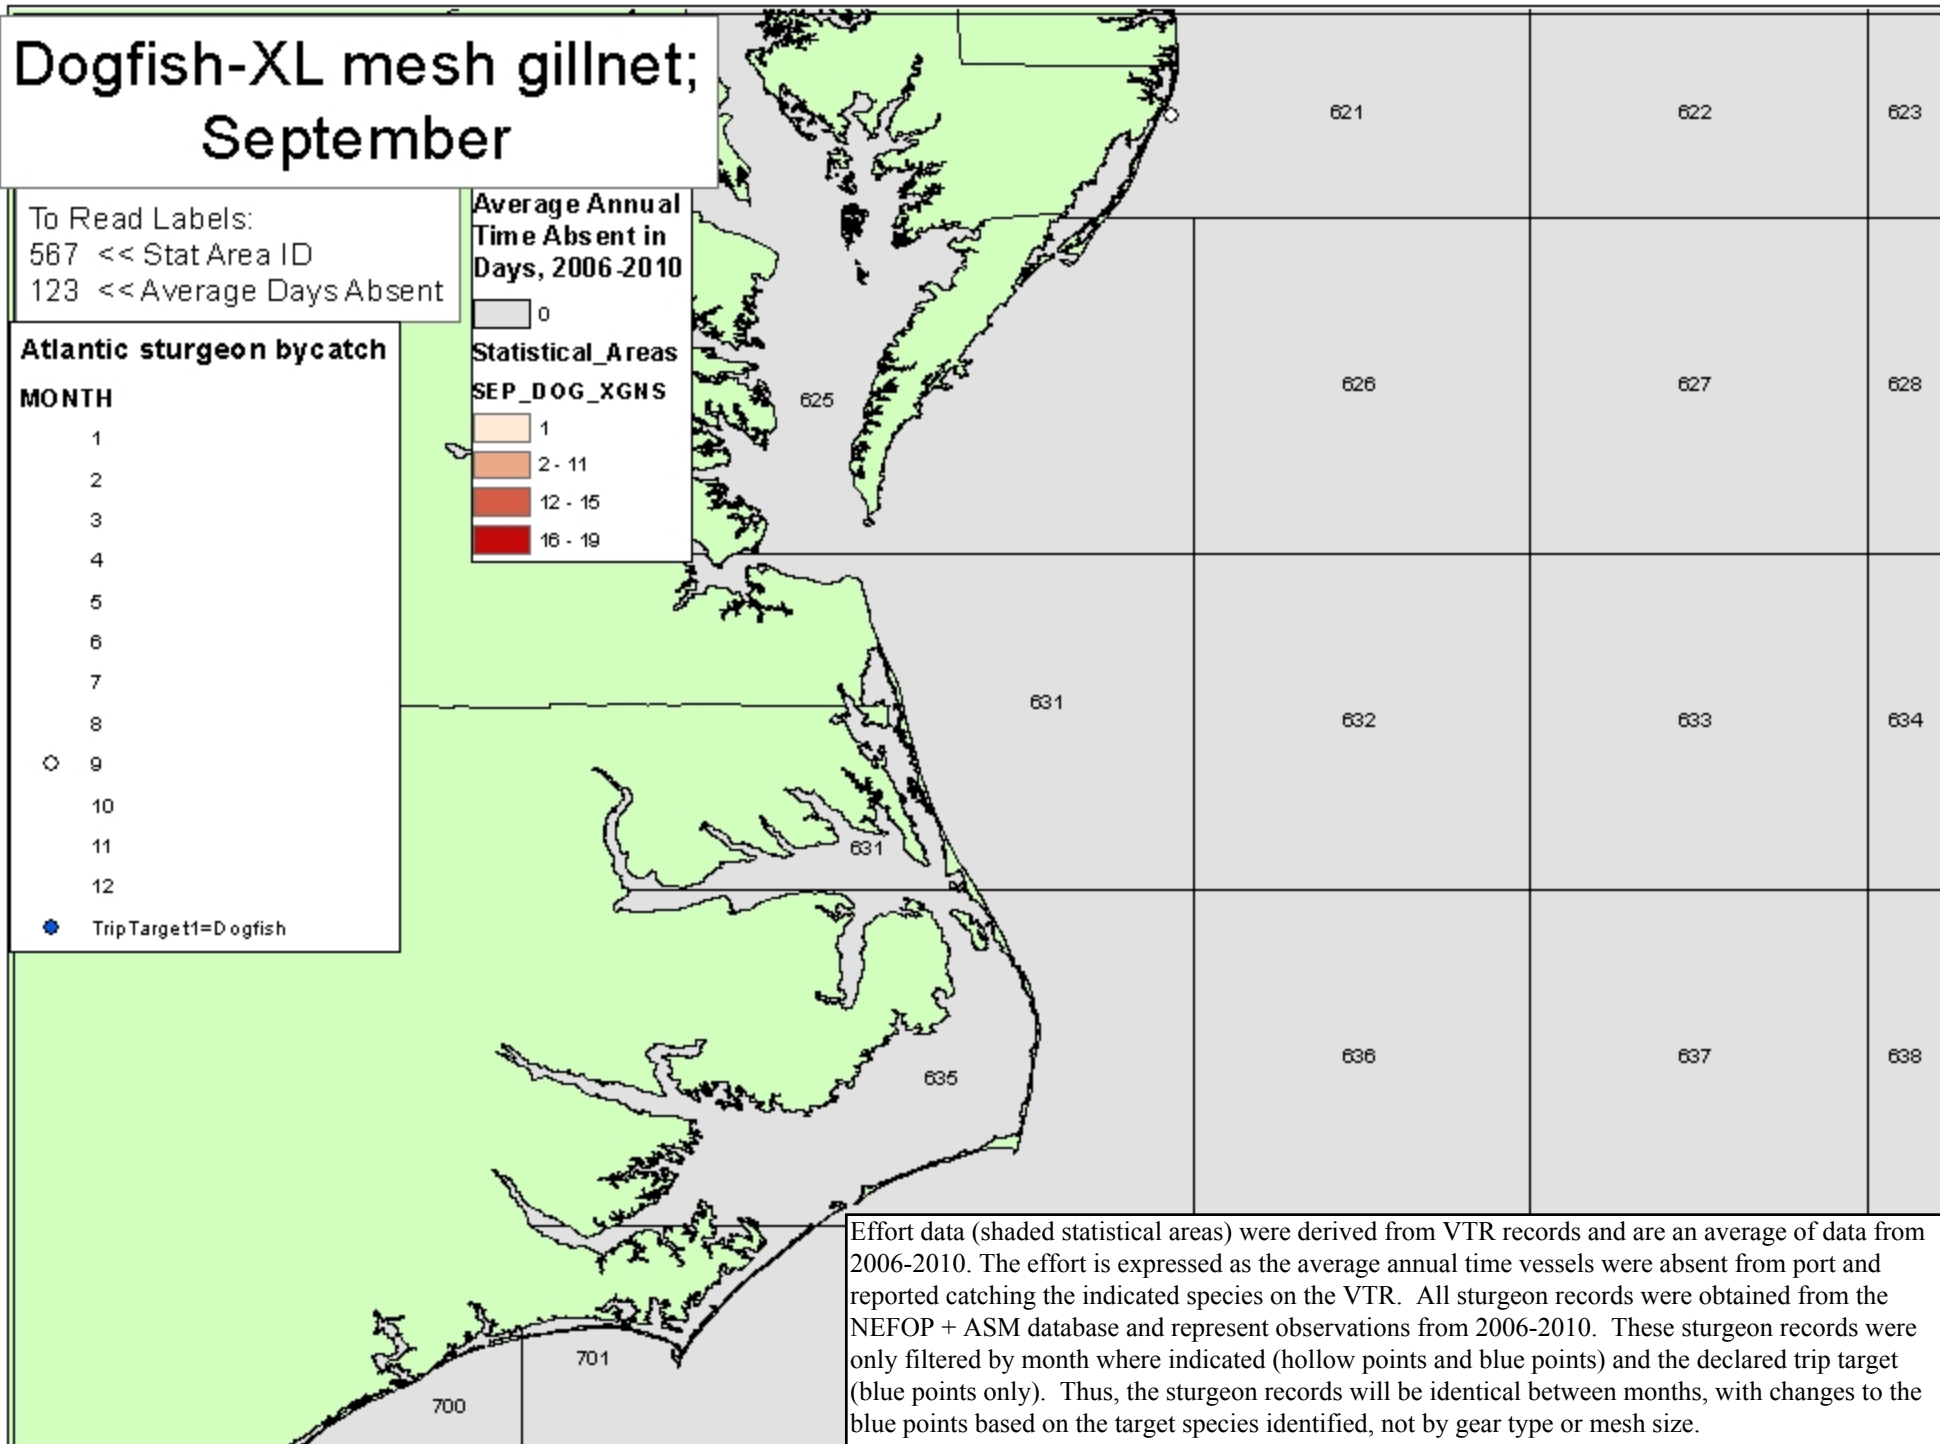 Dogfish-XL mesh gillnet;
September
To Read Labels:
567 << Stat Area ID
123 << Average Days Absent
Average Annual
Time Absent in
Days, 2006-2010
0
Statistical_Areas
SEP_DOG_XGNS
1
2 - 11
12 - 15
16 - 19
Atlantic sturgeon bycatch
MONTH
1
2
3
4
5
6
7
8
9
10
11
12
TripTarget1=Dogfish
621
622
623
625
626
627
628
631
632
633
634
631
635
636
637
638
701
700
Effort data (shaded statistical areas) were derived from VTR records and are an average of data from
2006-2010. The effort is expressed as the average annual time vessels were absent from port and
reported catching the indicated species on the VTR.  All sturgeon records were obtained from the
NEFOP + ASM database and represent observations from 2006-2010.  These sturgeon records were
only filtered by month where indicated (hollow points and blue points) and the declared trip target
(blue points only).  Thus, the sturgeon records will be identical between months, with changes to the
blue points based on the target species identified, not by gear type or mesh size.